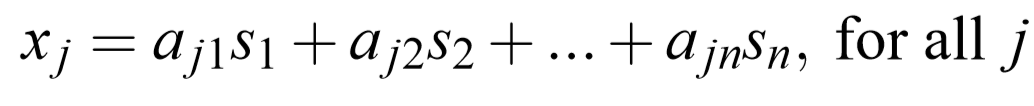 x_j = a_{j1}s_1 + a_{j2}s_2 + ... + a_{jn}s_n, for all j